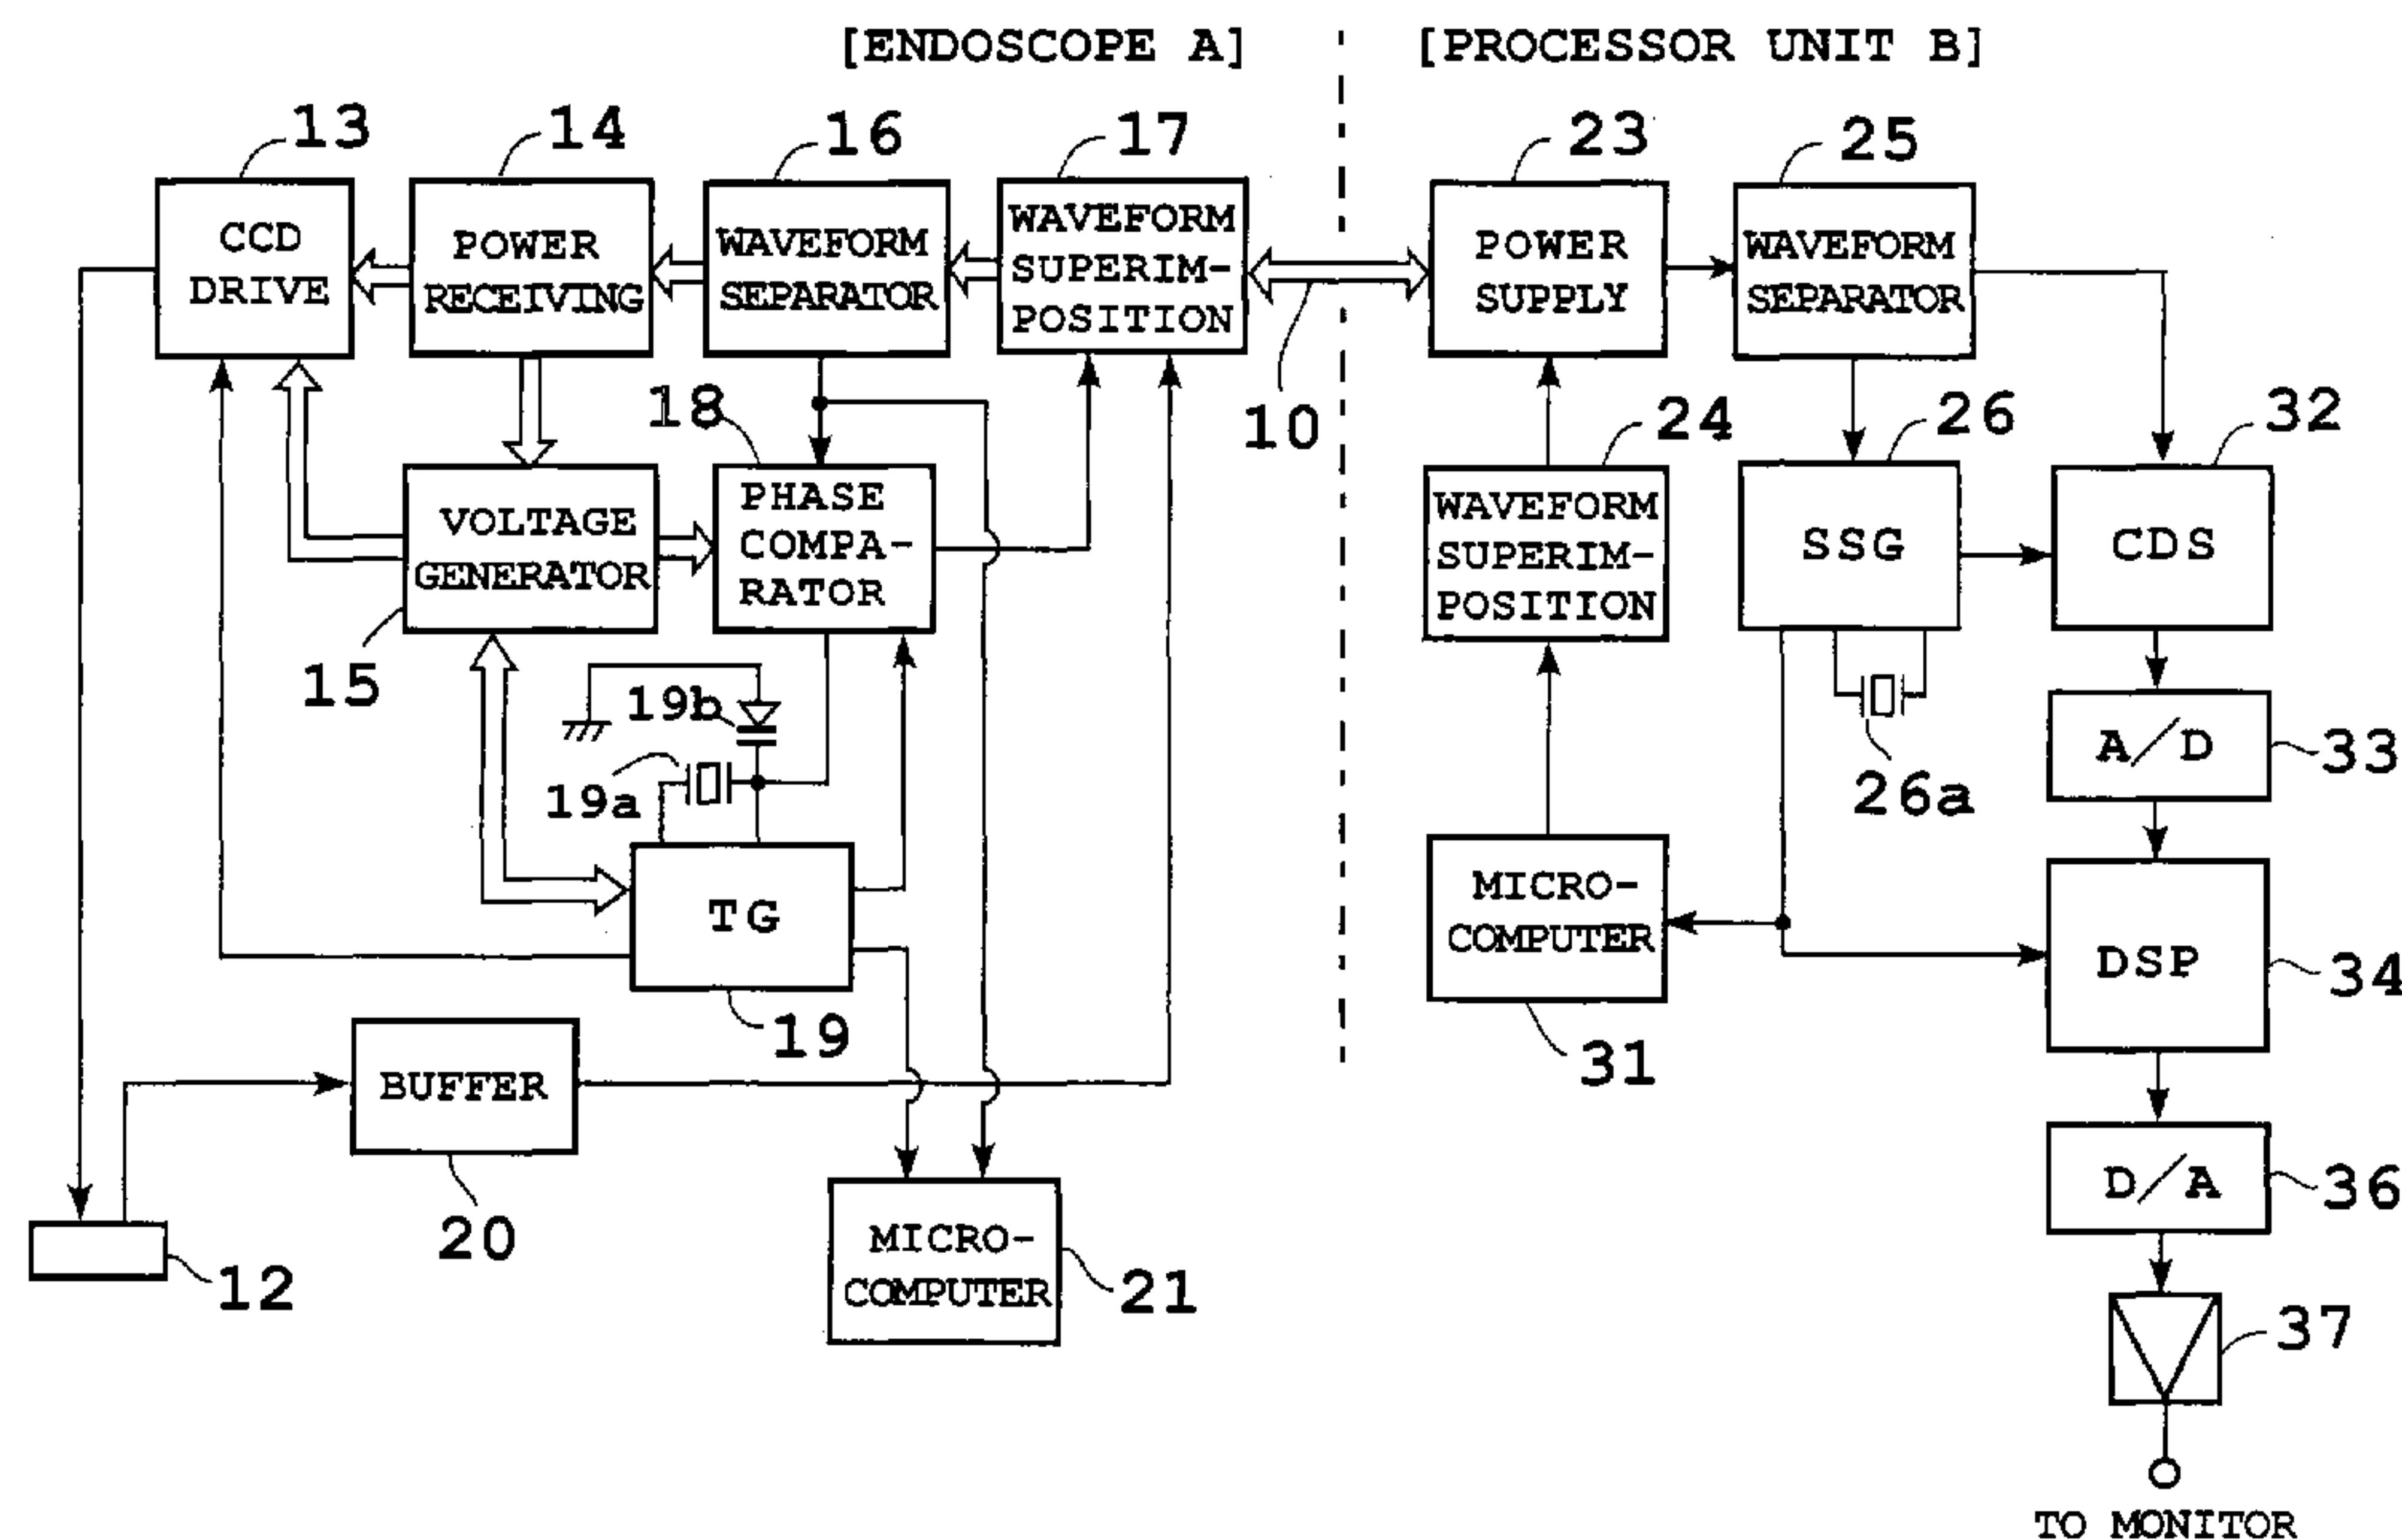 [ENDOSCOPE A]
[PROCESSOR UNIT B]
13
14
16
17
23
25
CCD
DRIVE
POWER
RECEIVING
WAVEFORM
SEPARATOR
WAVEFORM
SUPERIM-
POSITION
POWER
SUPPLY
WAVEFORM
SEPARATOR
18
10
24
26
32
VOLTAGE
GENERATOR
PHASE
COMPA-
RATOR
WAVEFORM
SUPERIM-
POSITION
SSG
CDS
15
19b
19a
26a
A/D
33
TG
MICRO-
COMPUTER
DSP
34
19
31
BUFFER
20
D/A
36
12
MICRO-
COMPUTER
21
37
TO MONITOR